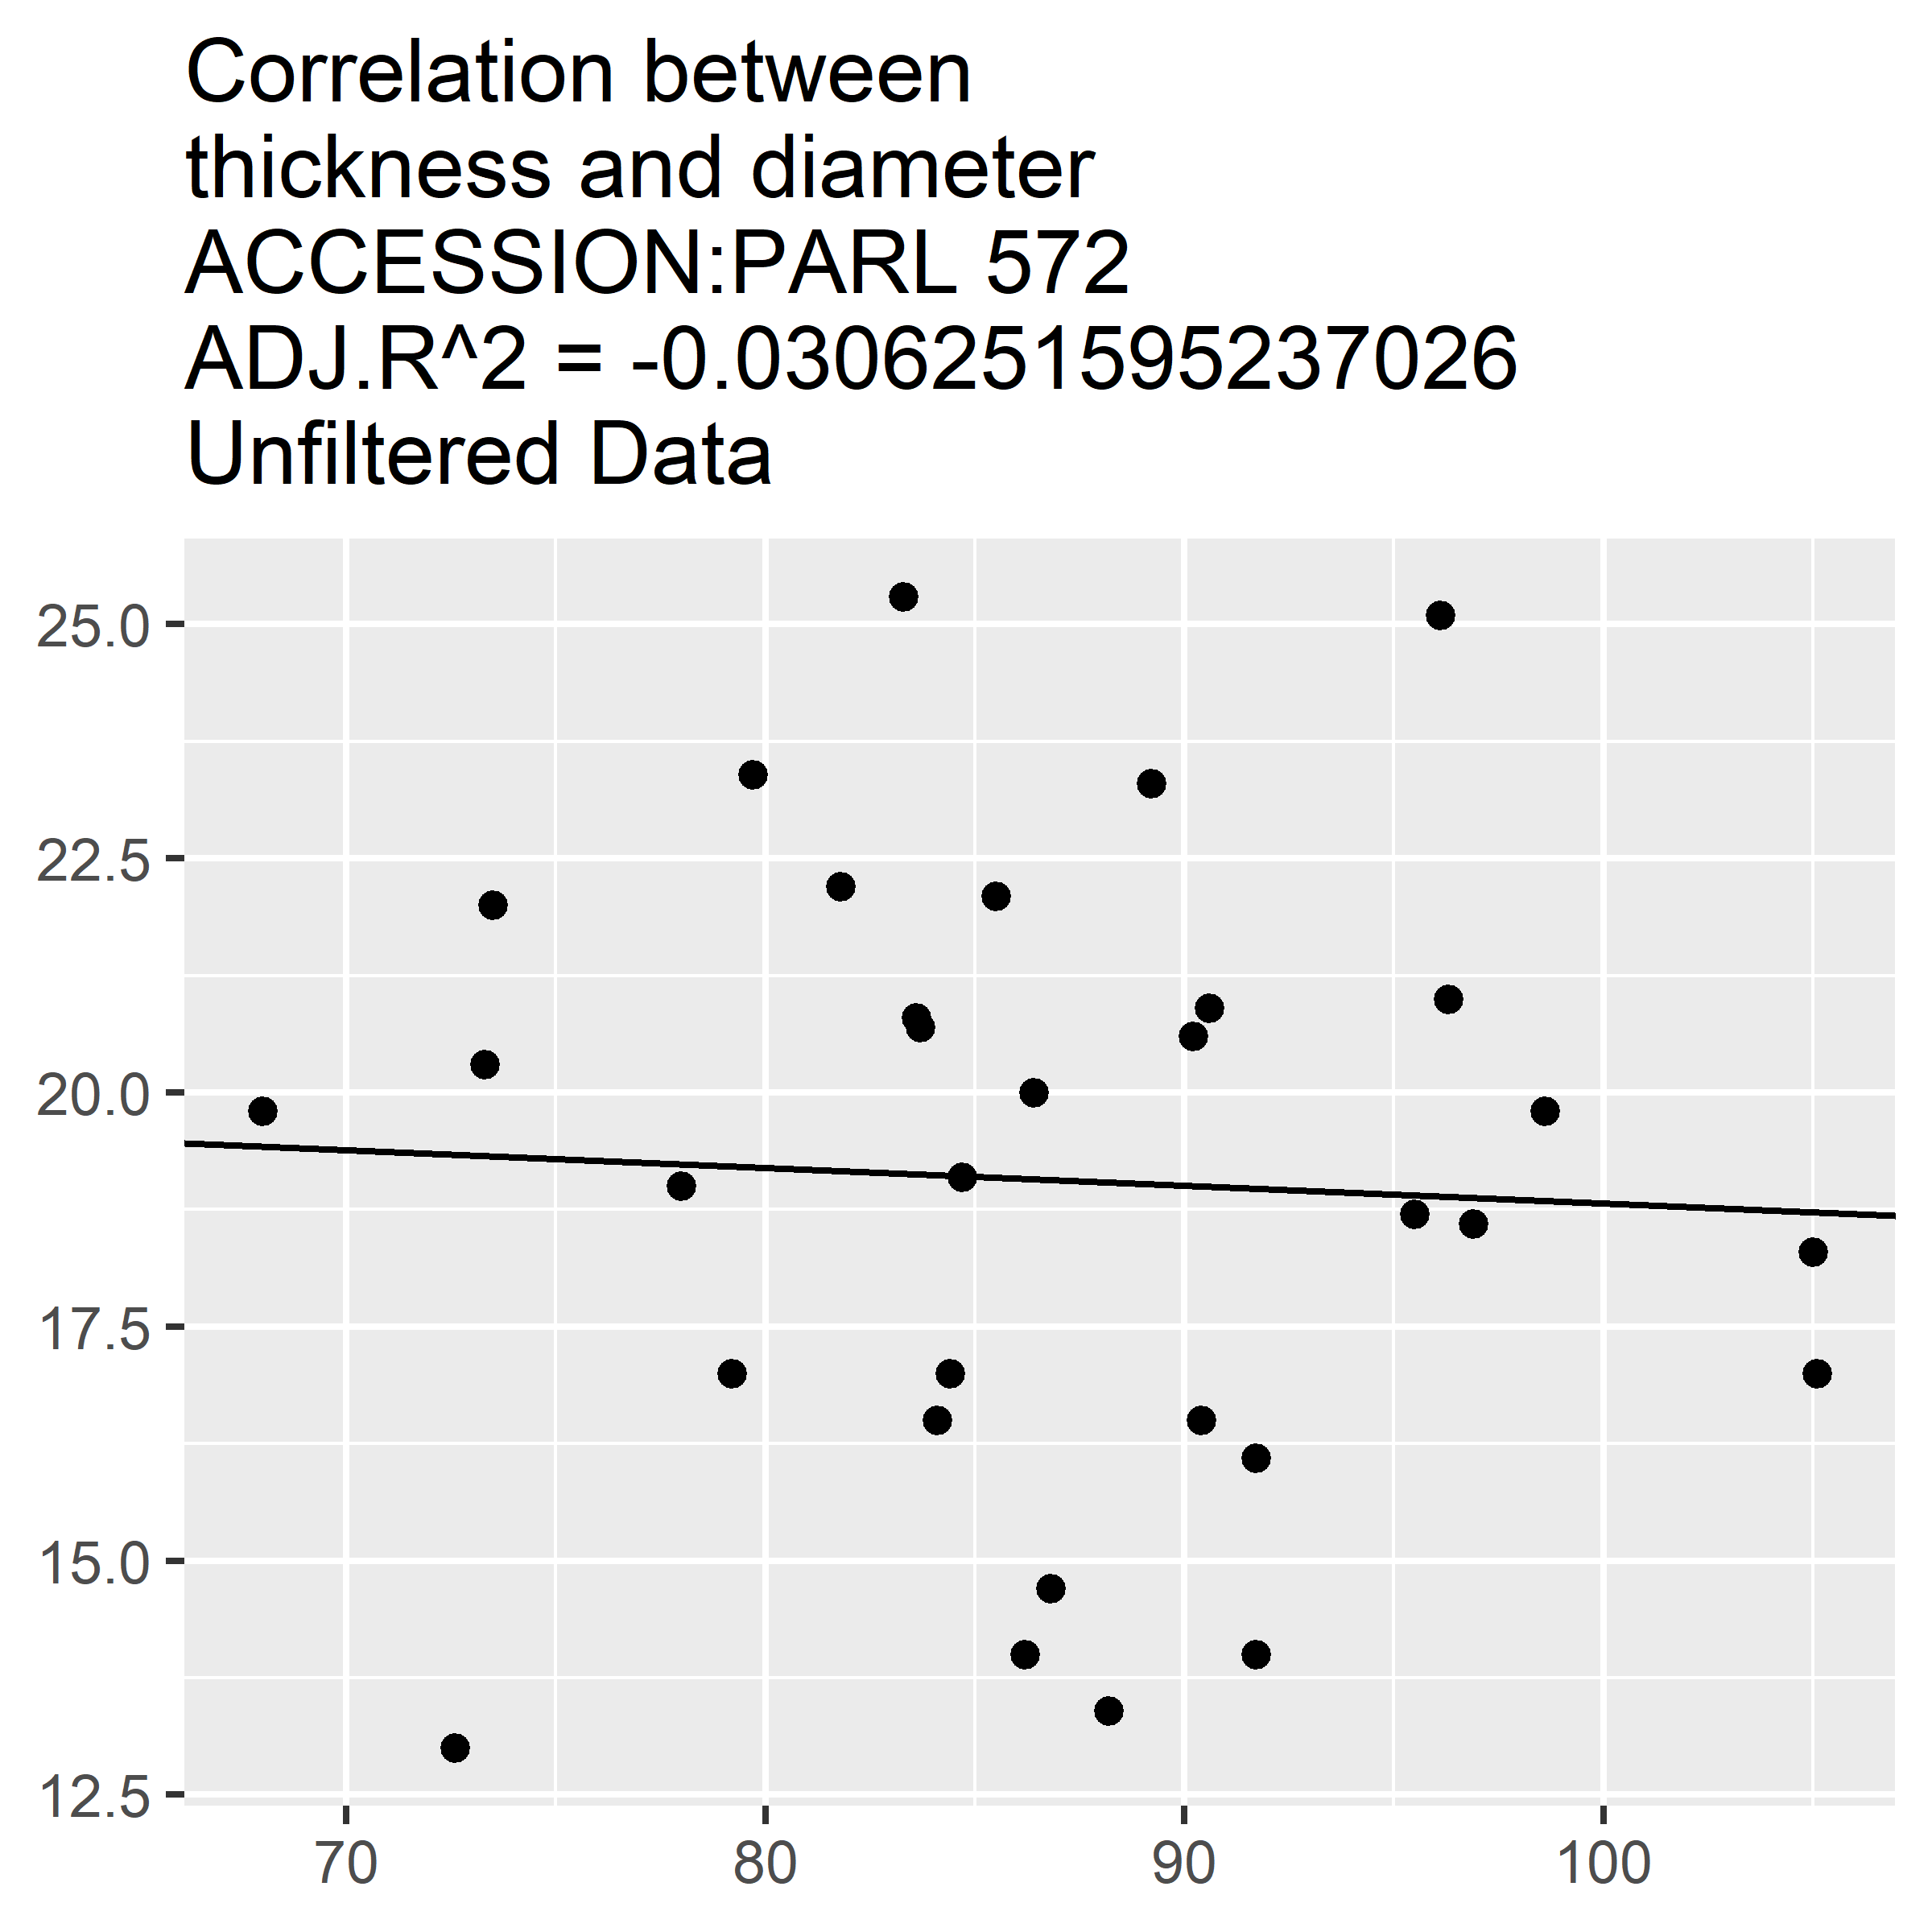 Correlation between
thickness and diameter
ACCESSION:PARL 572
ADJ.R^2 = -0.0306251595237026
Unfiltered Data
25.0
22.5
20.0
17.5
15.0
12.5
70 80 90 100